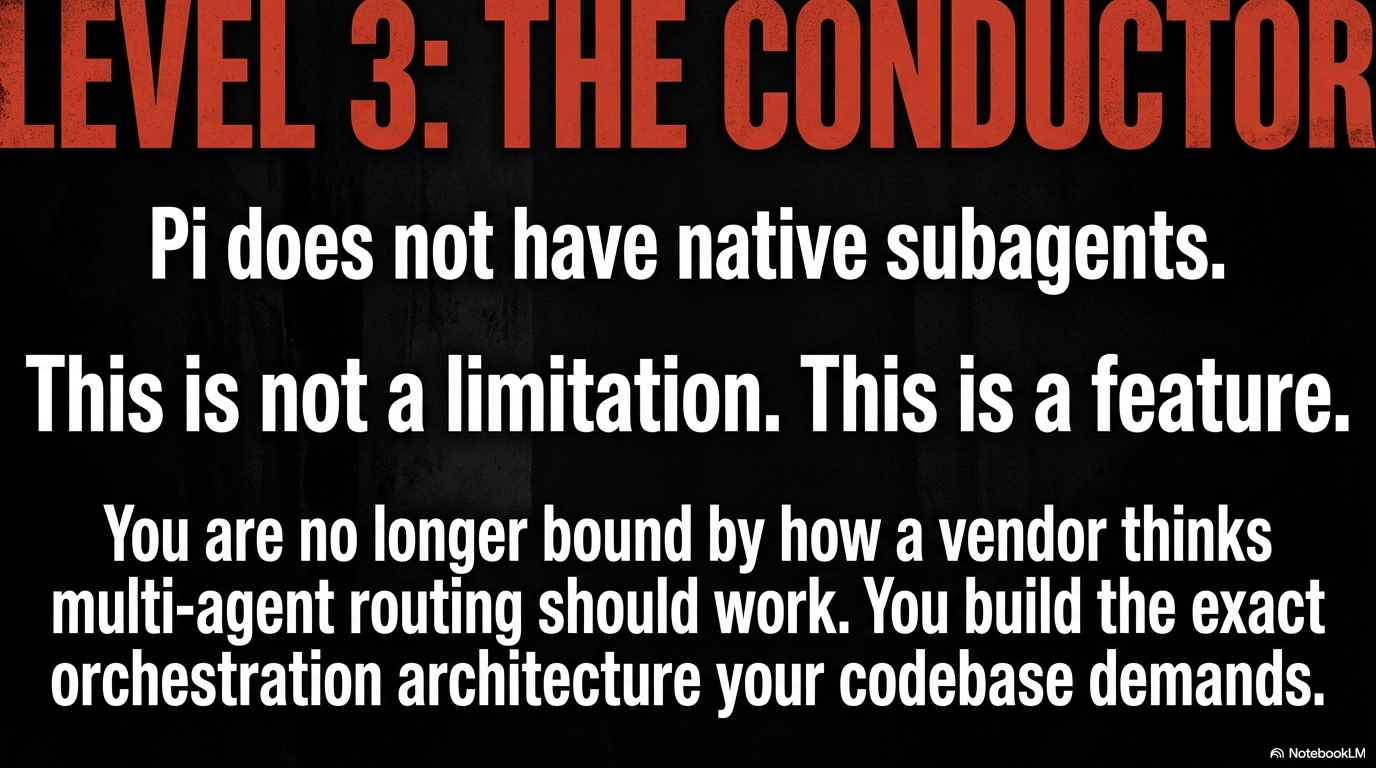 LEVEL 3: THE CONDUCTOR
Pi does not have native subagents.
This is not a limitation. This is a feature.
You are no longer bound by how a vendor thinks
multi-agent routing should work. You build the exact
orchestration architecture your codebase demands.
NotebookLM